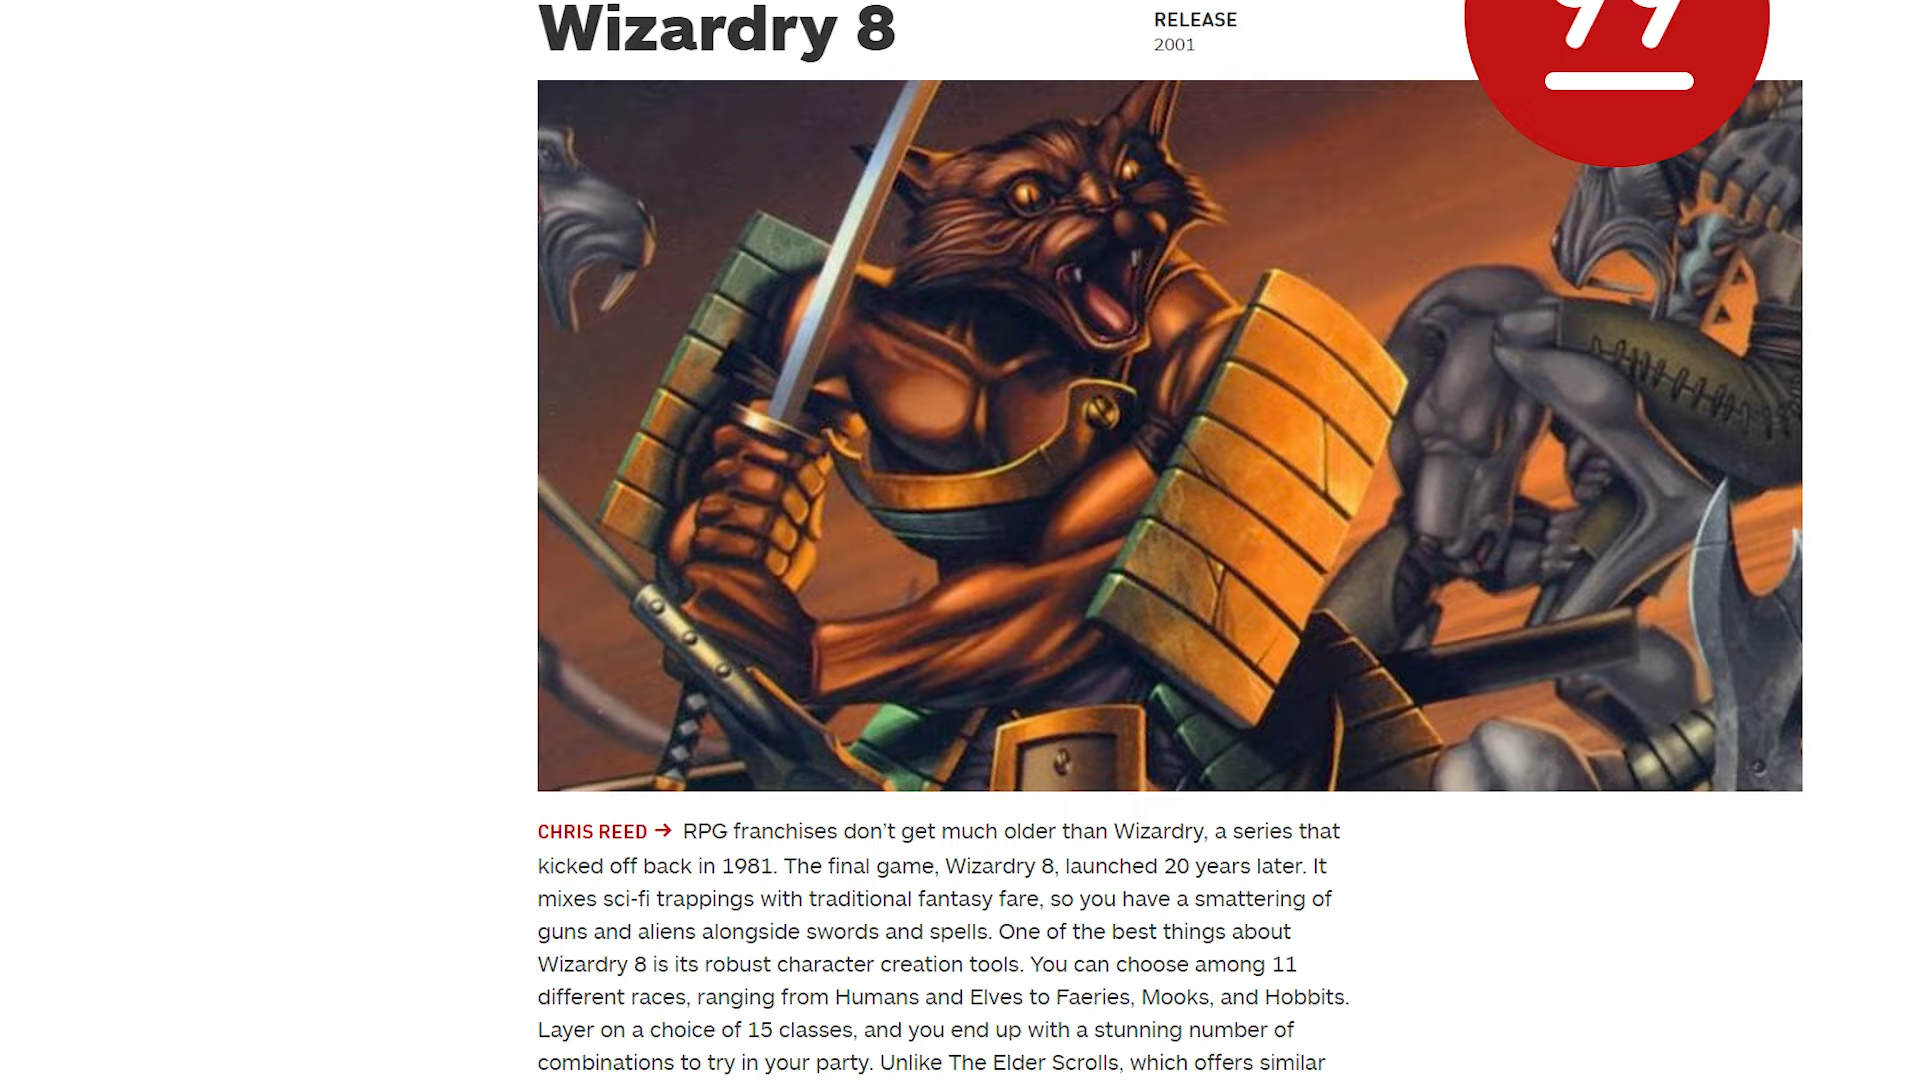 Wizardry 8
RELEASE
2001
CHRIS REED → RPG franchises don’t get much older than Wizardry, a series that
kicked off back in 1981. The final game, Wizardry 8, launched 20 years later. It
mixes sci-fi trappings with traditional fantasy fare, so you have a smattering of
guns and aliens alongside swords and spells. One of the best things about
Wizardry 8 is its robust character creation tools. You can choose among 11
different races, ranging from Humans and Elves to Faeries, Mooks, and Hobbits.
Layer on a choice of 15 classes, and you end up with a stunning number of
combinations to try in your party. Unlike The Elder Scrolls, which offers similar